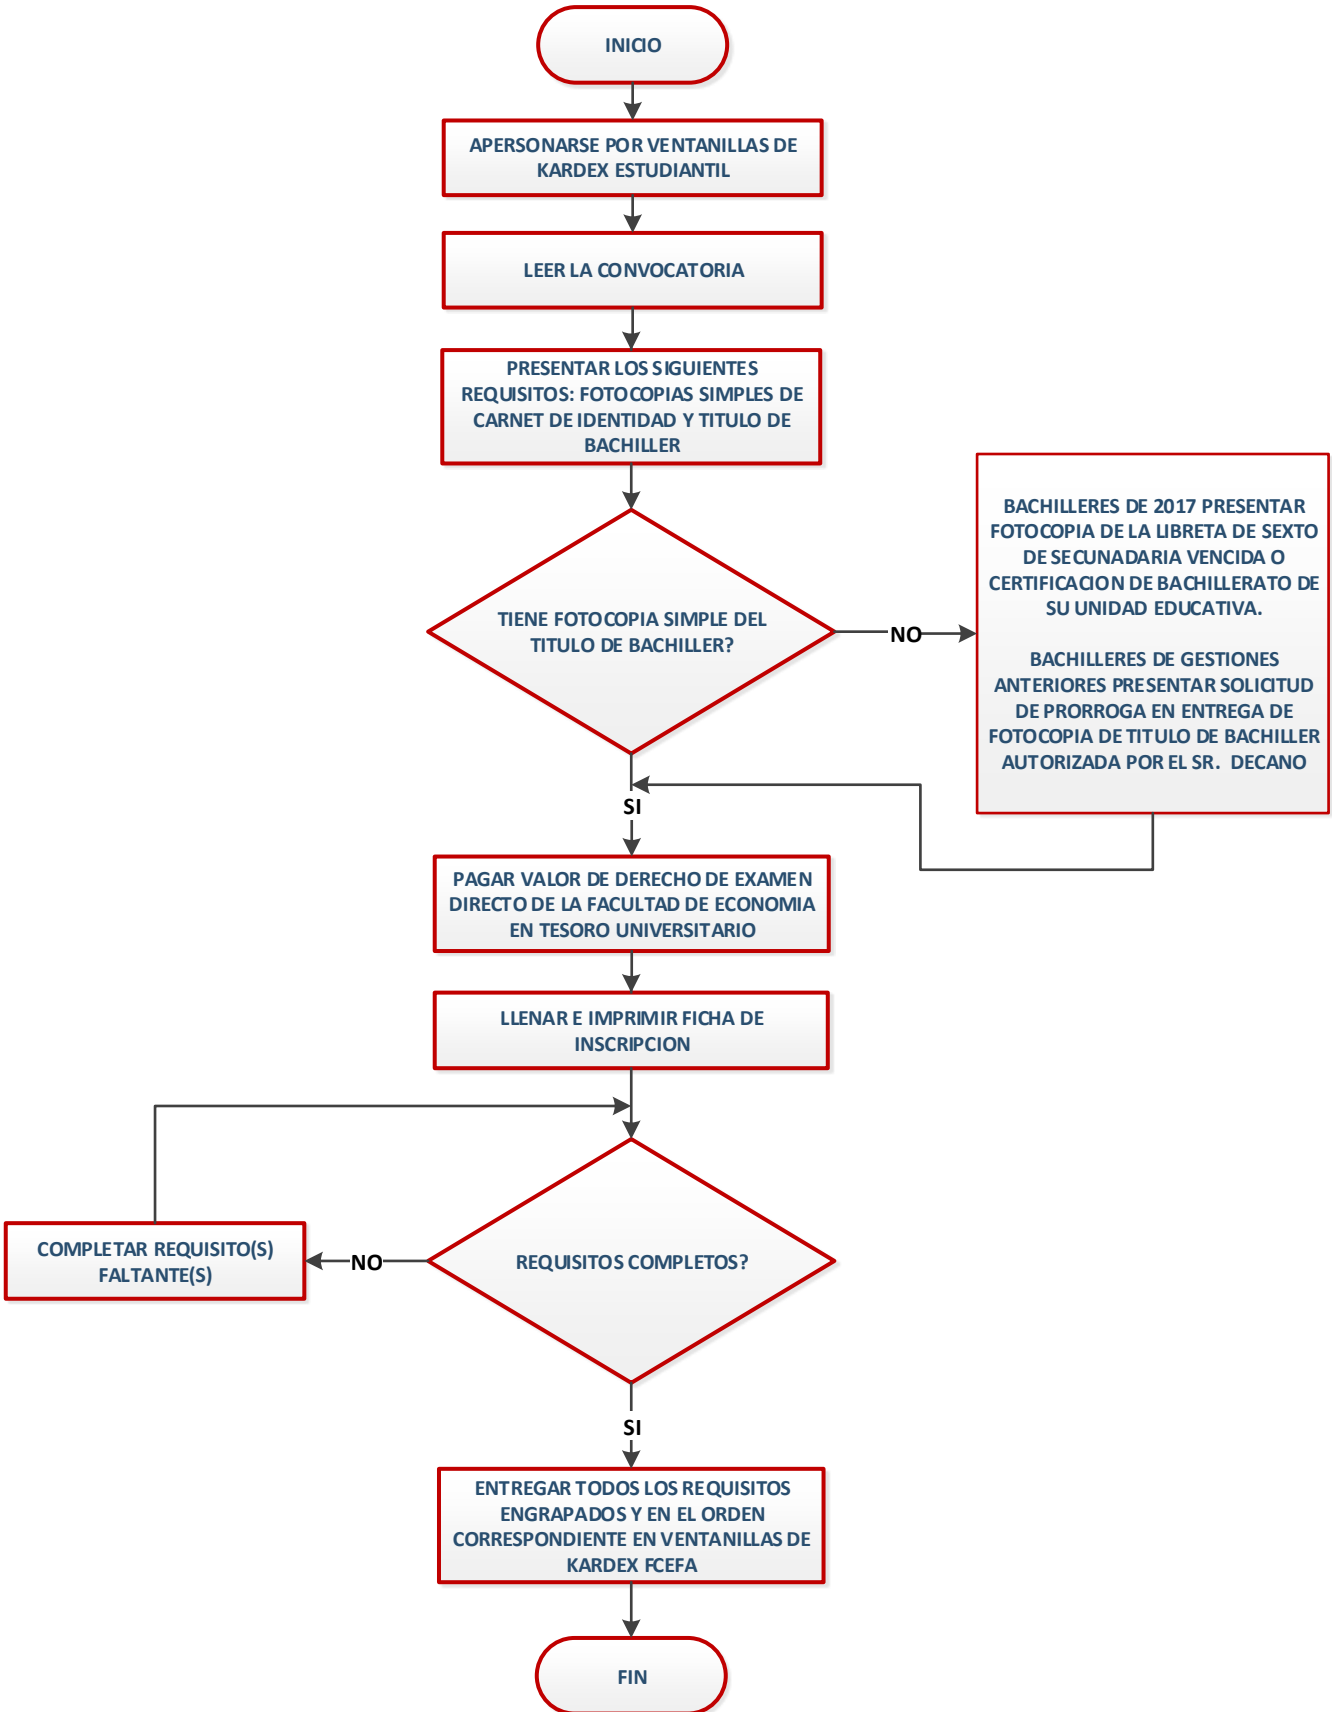 INICIO
APERSONARSE POR VENTANILLAS DE
KARDEX ESTUDIANTIL
LEER LA CONVOCATORIA
PRESENTAR LOS SIGUIENTES
REQUISITOS: FOTOCOPIAS SIMPLES DE
CARNET DE IDENTIDAD Y TITULO DE
BACHILLER
TIENE FOTOCOPIA SIMPLE DEL
TITULO DE BACHILLER?
NO
BACHILLERES DE 2017 PRESENTAR
FOTOCOPIA DE LA LIBRETA DE SEXTO
DE SECUNADARIA VENCIDA O
CERTIFICACION DE BACHILLERATO DE
SU UNIDAD EDUCATIVA.
BACHILLERES DE GESTIONES
ANTERIORES PRESENTAR SOLICITUD
DE PRORROGA EN ENTREGA DE
FOTOCOPIA DE TITULO DE BACHILLER
AUTORIZADA POR EL SR. DECANO
SI
PAGAR VALOR DE DERECHO DE EXAMEN
DIRECTO DE LA FACULTAD DE ECONOMIA
EN TESORO UNIVERSITARIO
LLENAR E IMPRIMIR FICHA DE
INSCRIPCION
REQUISITOS COMPLETOS?
NO
COMPLETAR REQUISITO(S)
FALTANTE(S)
SI
ENTREGAR TODOS LOS REQUISITOS
ENGRAPADOS Y EN EL ORDEN
CORRESPONDIENTE EN VENTANILLAS DE
KARDEX FCEFA
FIN